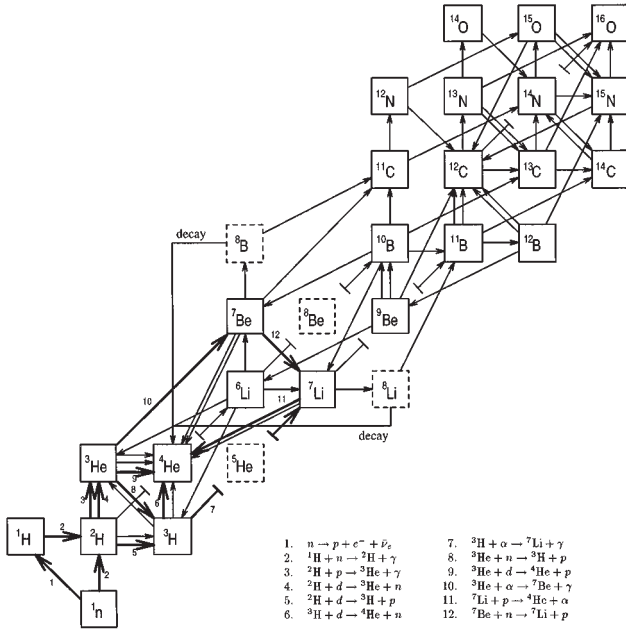 ¹⁴O ¹⁵O ¹⁶O
¹²N ¹³N ¹⁴N ¹⁵N
¹¹C ¹²C ¹³C ¹⁴C
decay
⁸B ¹⁰B ¹¹B ¹²B
⁷Be ⁸Be ⁹Be
12
10
⁶Li ⁷Li ⁸Li
11
decay
³He ⁴He ⁵He
9
8
3 4 6 7
¹H 2 ²H ³H
5
1 2
¹n
1. n → p + e⁻ + ν̄ₑ
2. ¹H + n → ²H + γ
3. ²H + p → ³He + γ
4. ²H + d → ³He + n
5. ²H + d → ³H + p
6. ³H + d → ⁴He + n
7. ³H + α → ⁷Li + γ
8. ³He + n → ³H + p
9. ³He + d → ⁴He + p
10. ³He + α → ⁷Be + γ
11. ⁷Li + p → ⁴He + α
12. ⁷Be + n → ⁷Li + p